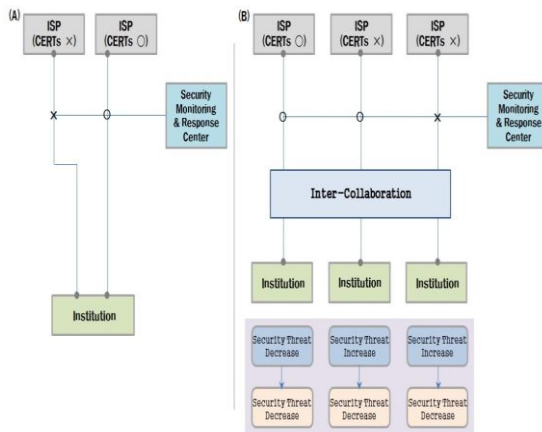 (A)
ISP
(CERTs ×)
ISP
(CERTs ○)
x
o
Security
Monitoring
& Response
Center
Institution
(B)
ISP
(CERTs ○)
ISP
(CERTs ×)
ISP
(CERTs ×)
o
o
x
Security
Monitoring
& Response
Center
Inter-Collaboration
Institution
Institution
Institution
Security Threat
Decrease
Security Threat
Increase
Security Threat
Increase
Security Threat
Decrease
Security Threat
Decrease
Security Threat
Decrease